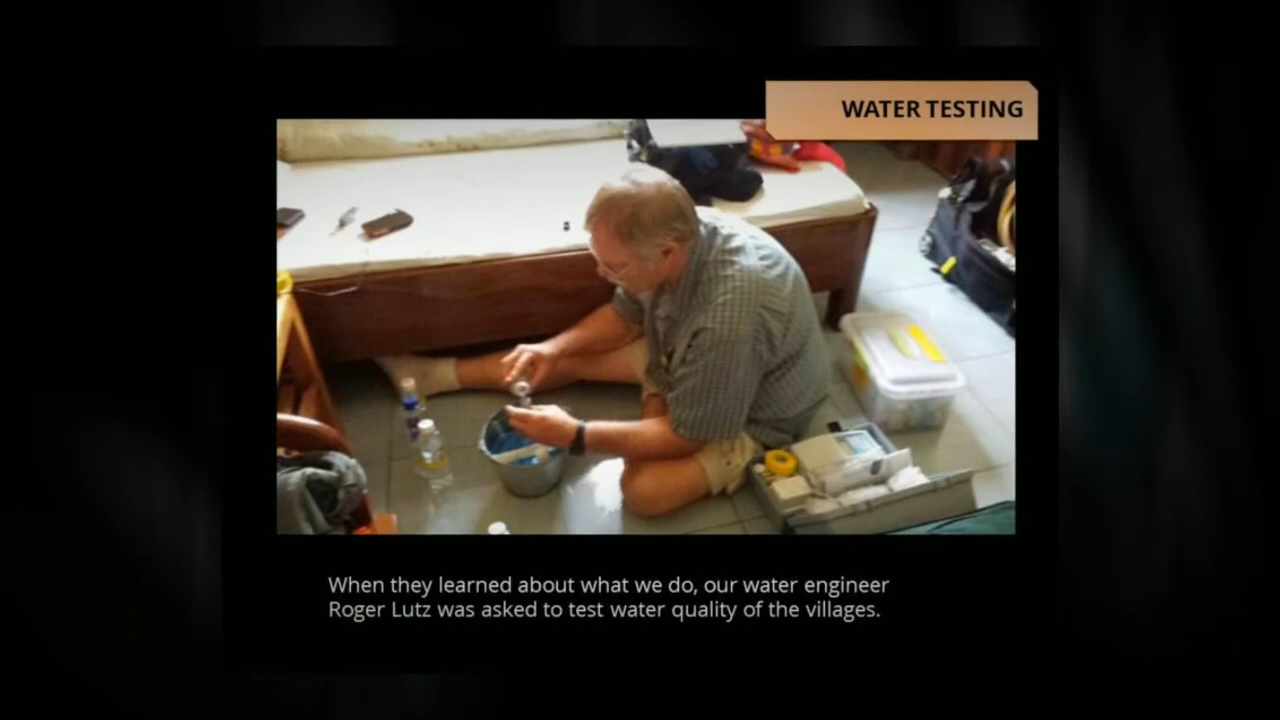 WATER TESTING
When they learned about what we do, our water engineer
Roger Lutz was asked to test water quality of the villages.